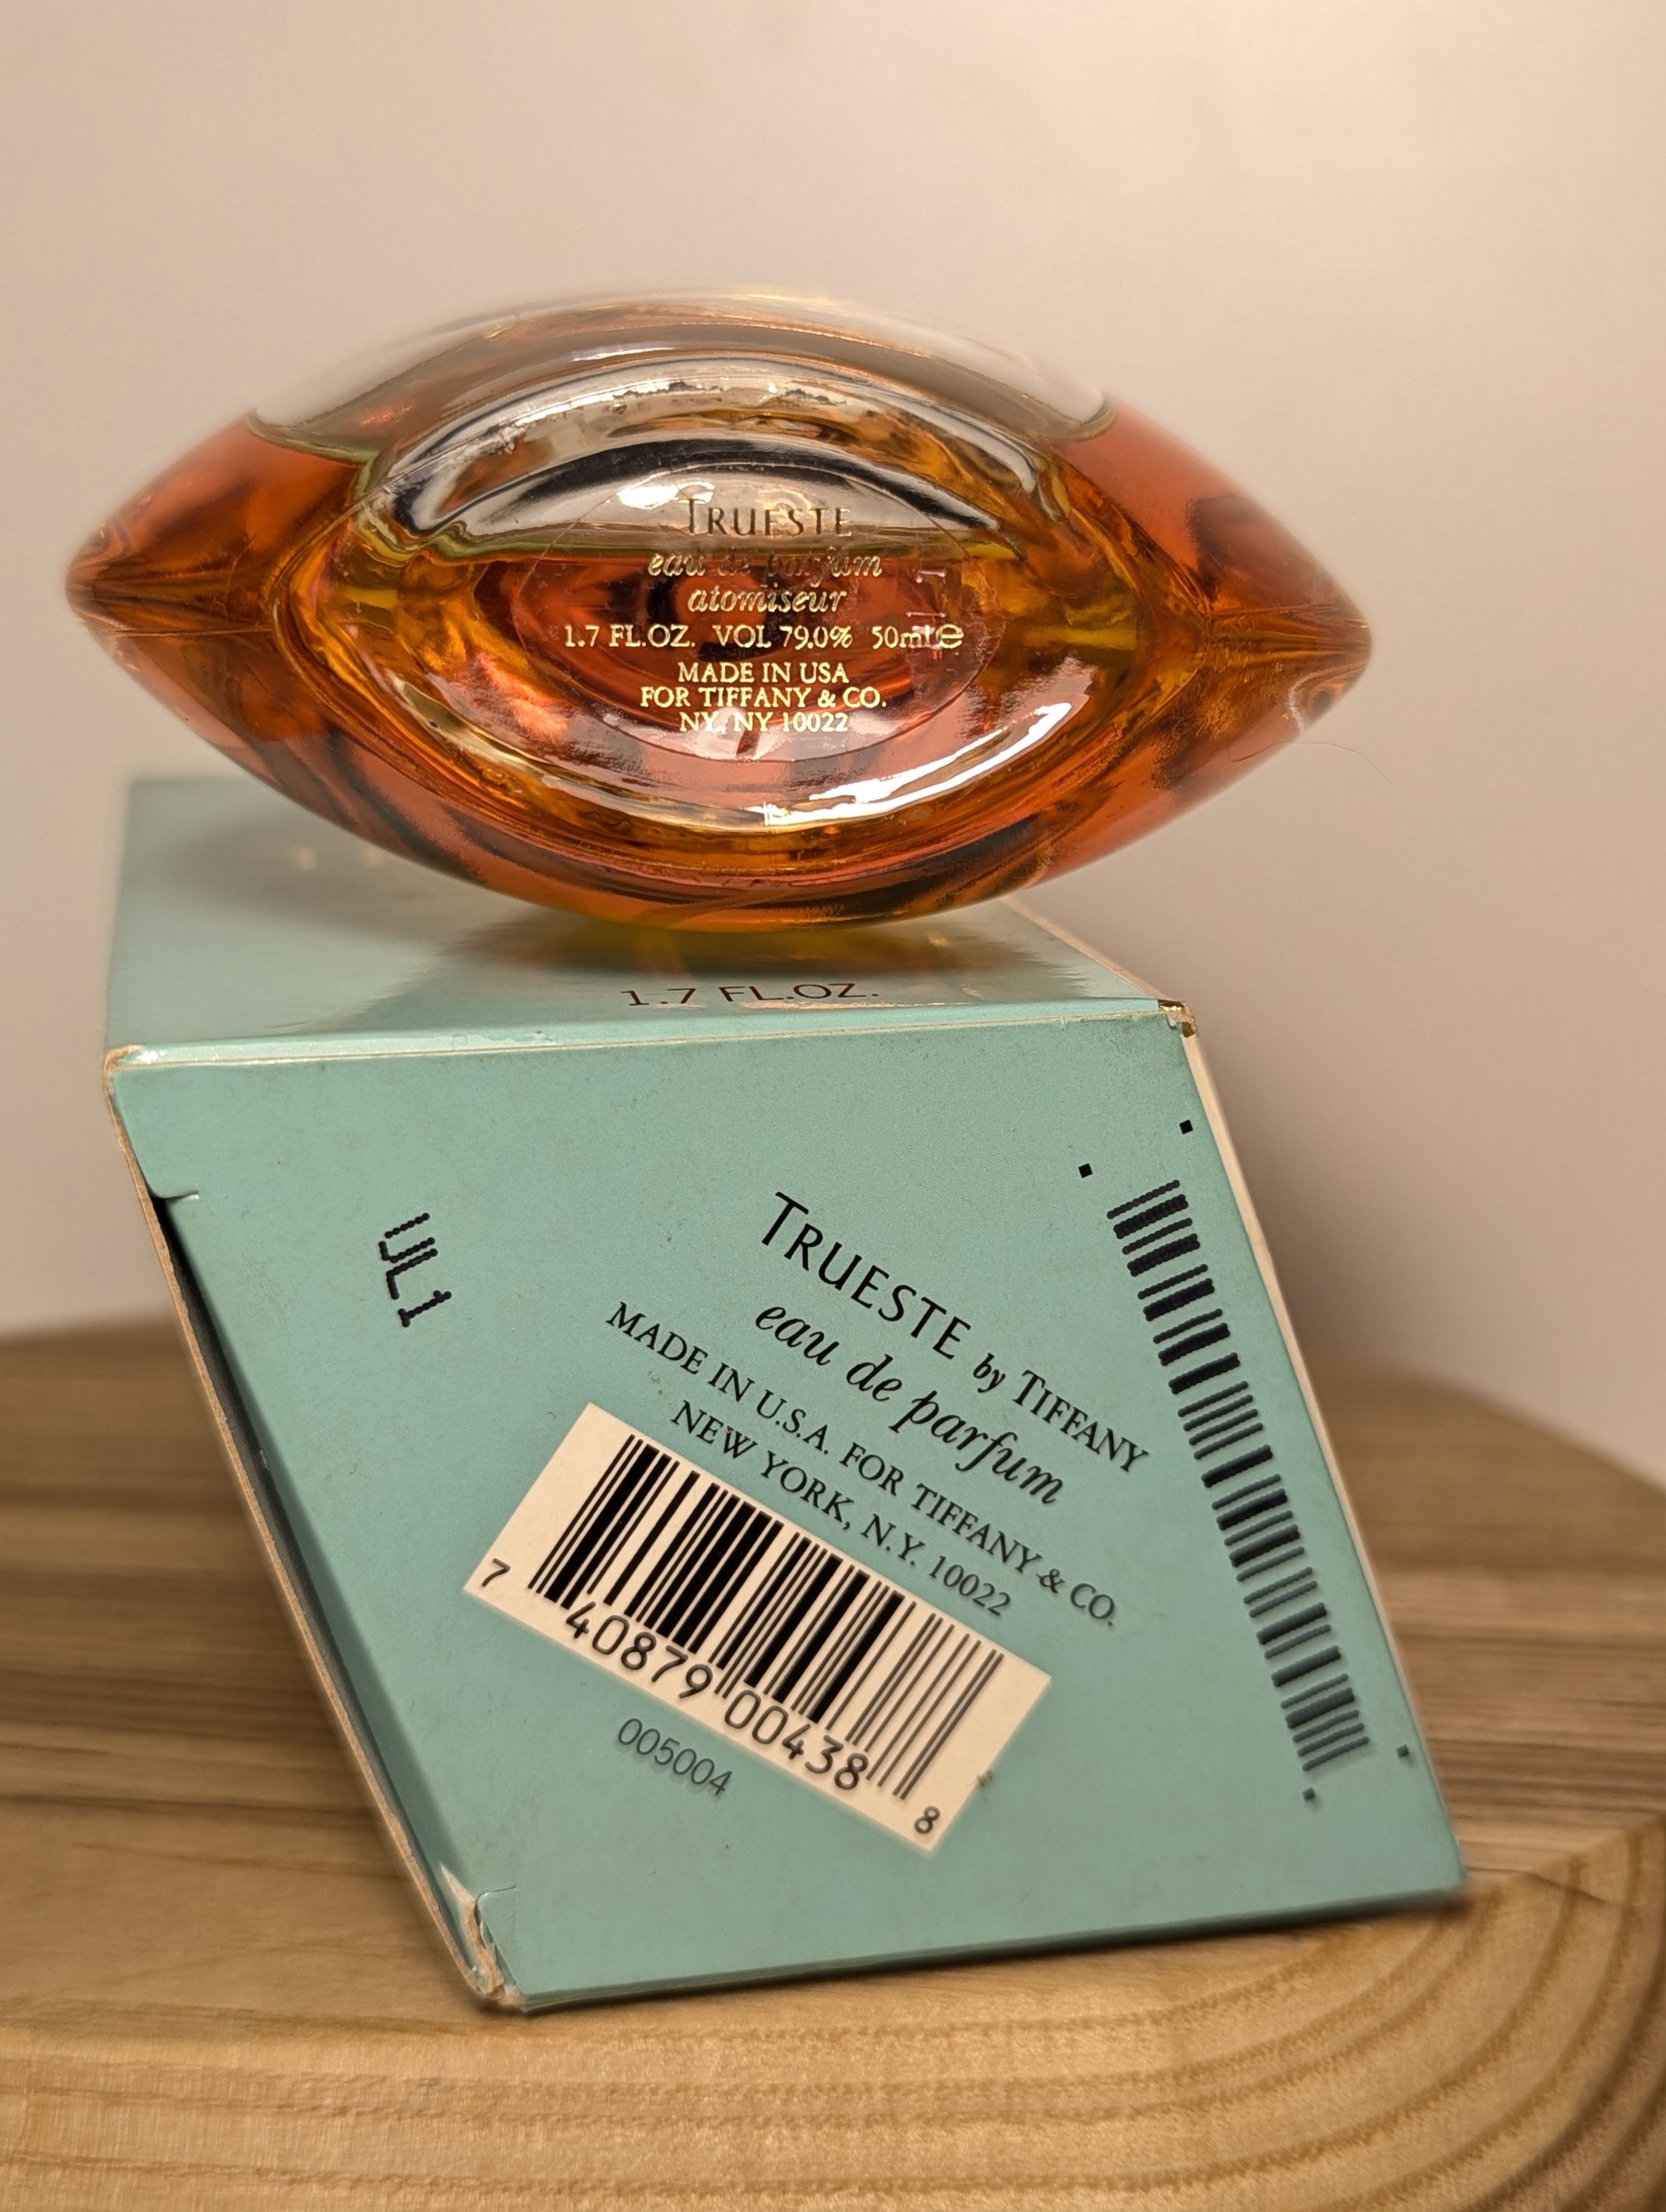 TRUESTE
eau de parfum
atomiseur
1.7 FL.OZ. VOL 79.0% 50ml e
MADE IN USA
FOR TIFFANY & CO.
NY, NY 10022
1.7 FL.OZ.
UL1
TRUESTE by TIFFANY
eau de parfum
MADE IN U.S.A. FOR TIFFANY & CO.
NEW YORK, N.Y. 10022
7 40879 00438 8
005004